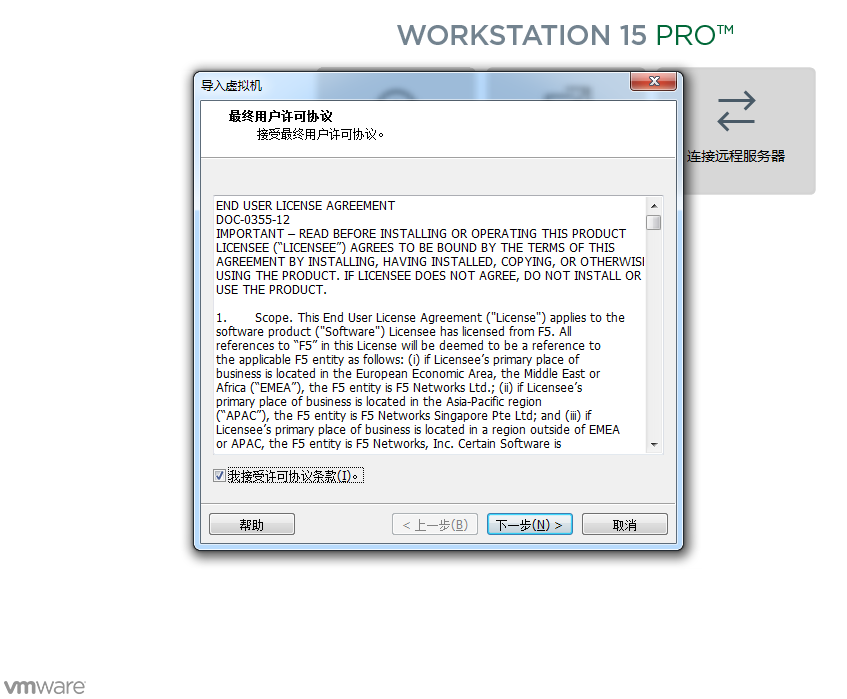 WORKSTATION 15 PRO™
导入虚拟机
最终用户许可协议
接受最终用户许可协议。
连接远程服务器
END USER LICENSE AGREEMENT
DOC-0355-12
IMPORTANT – READ BEFORE INSTALLING OR OPERATING THIS PRODUCT
LICENSEE (“LICENSEE”) AGREES TO BE BOUND BY THE TERMS OF THIS
AGREEMENT BY INSTALLING, HAVING INSTALLED, COPYING, OR OTHERWISE
USING THE PRODUCT. IF LICENSEE DOES NOT AGREE, DO NOT INSTALL OR
USE THE PRODUCT.
1. Scope. This End User License Agreement ("License") applies to the
software product ("Software") Licensee has licensed from F5. All
references to “F5” in this License will be deemed to be a reference to
the applicable F5 entity as follows: (i) if Licensee’s primary place of
business is located in the European Economic Area, the Middle East or
Africa (“EMEA”), the F5 entity is F5 Networks Ltd.; (ii) if Licensee’s
primary place of business is located in the Asia-Pacific region
(“APAC”), the F5 entity is F5 Networks Singapore Pte Ltd; and (iii) if
Licensee’s primary place of business is located in a region outside of EMEA
or APAC, the F5 entity is F5 Networks, Inc. Certain Software is
我接受许可协议条款(I)。
帮助
< 上一步(B)
下一步(N) >
取消
vmware